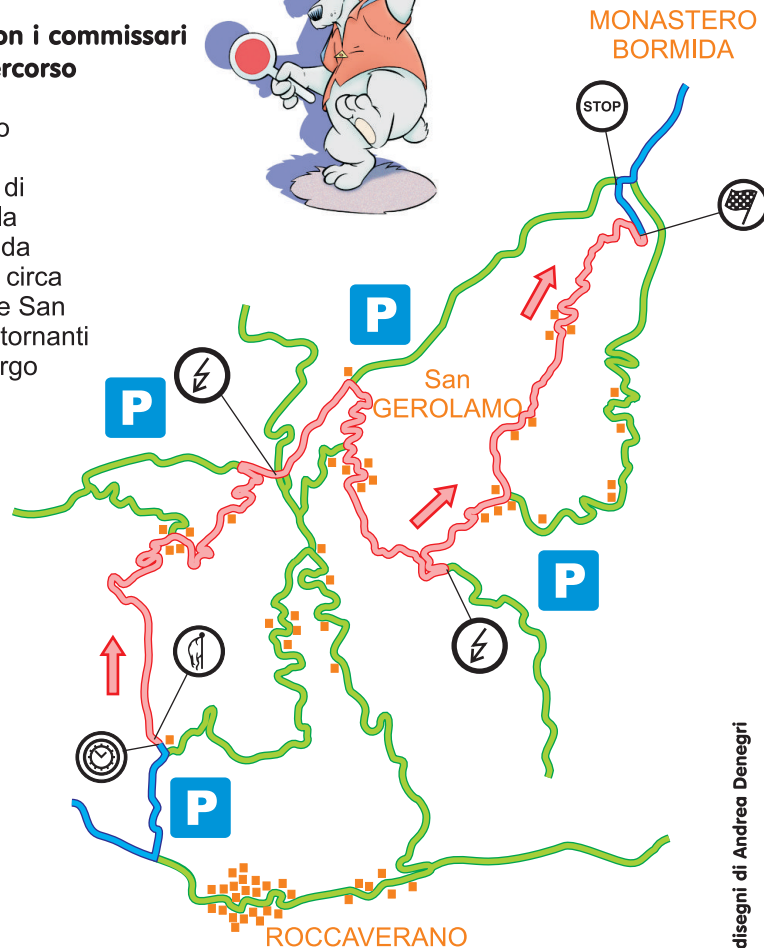 on i commissari
ercorso
o
di
la
da
circa
e San
tornanti
rgo
MONASTERO
BORMIDA
STOP
P
San
GEROLAMO
P
P
P
ROCCAVERANO
disegni di Andrea Denegri